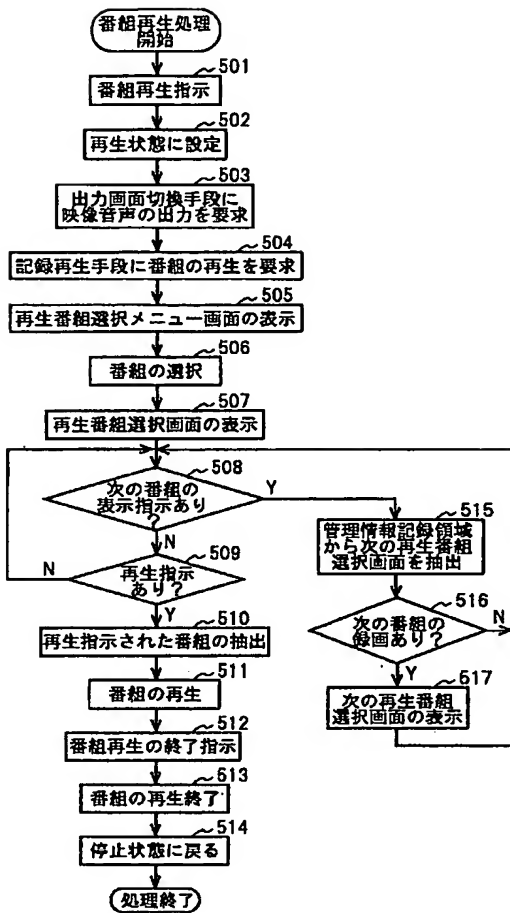 番組再生処理
開始
501
番組再生指示
502
再生状態に設定
503
出力画面切換手段に
映像音声の出力を要求
504
記録再生手段に番組の再生を要求
505
再生番組選択メニュー画面の表示
506
番組の選択
507
再生番組選択画面の表示
508
次の番組の
表示指示あり
?
Y
N
509
再生指示
あり?
N
Y
510
再生指示された番組の抽出
511
番組の再生
512
番組再生の終了指示
513
番組の再生終了
514
停止状態に戻る
処理終了
515
管理情報記録領域
から次の再生番組
選択画面を抽出
516
次の番組の
録画あり?
N
Y
517
次の再生番組
選択画面の表示